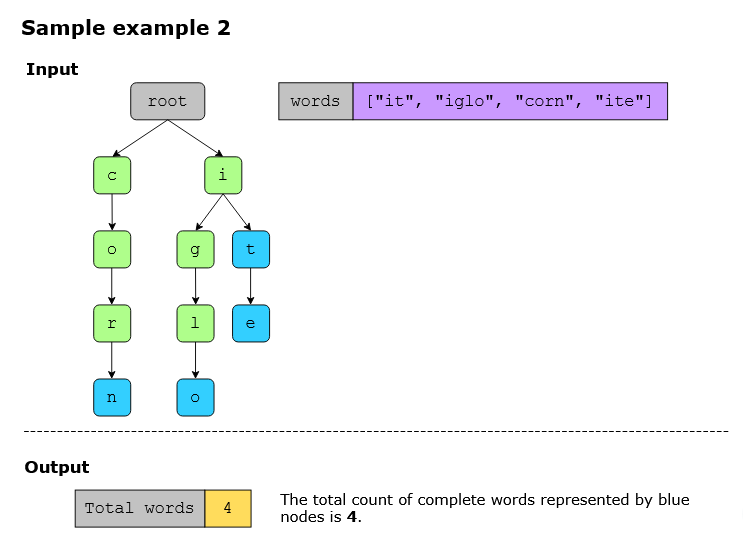 Sample example 2
Input
root
words ["it", "iglo", "corn", "ite"]
c i
o g t
r l e
n o
Output
Total words 4
The total count of complete words represented by blue
nodes is 4.